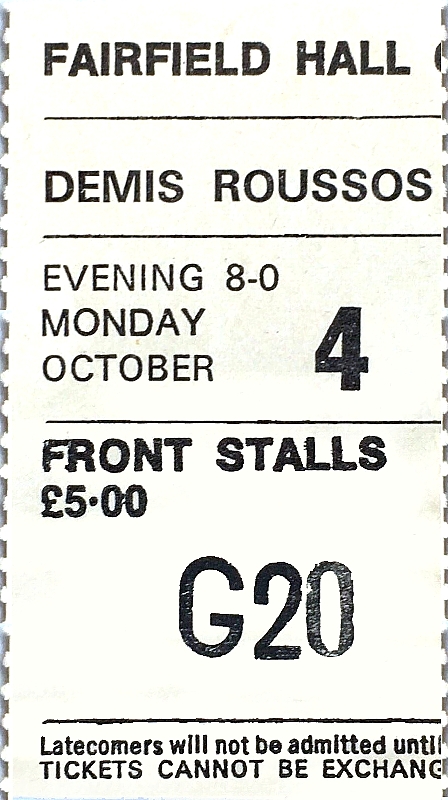 FAIRFIELD HALL
DEMIS ROUSSOS
EVENING 8-0
MONDAY
OCTOBER 4
FRONT STALLS
£5·00
G20
Latecomers will not be admitted until
TICKETS CANNOT BE EXCHANG